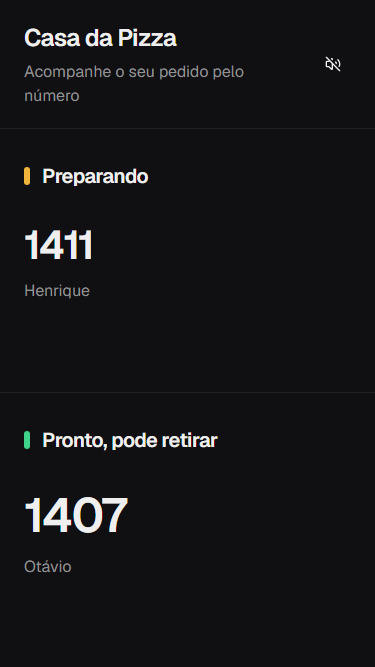 Casa da Pizza
Acompanhe o seu pedido pelo
número
Preparando
1411
Henrique
Pronto, pode retirar
1407
Otávio